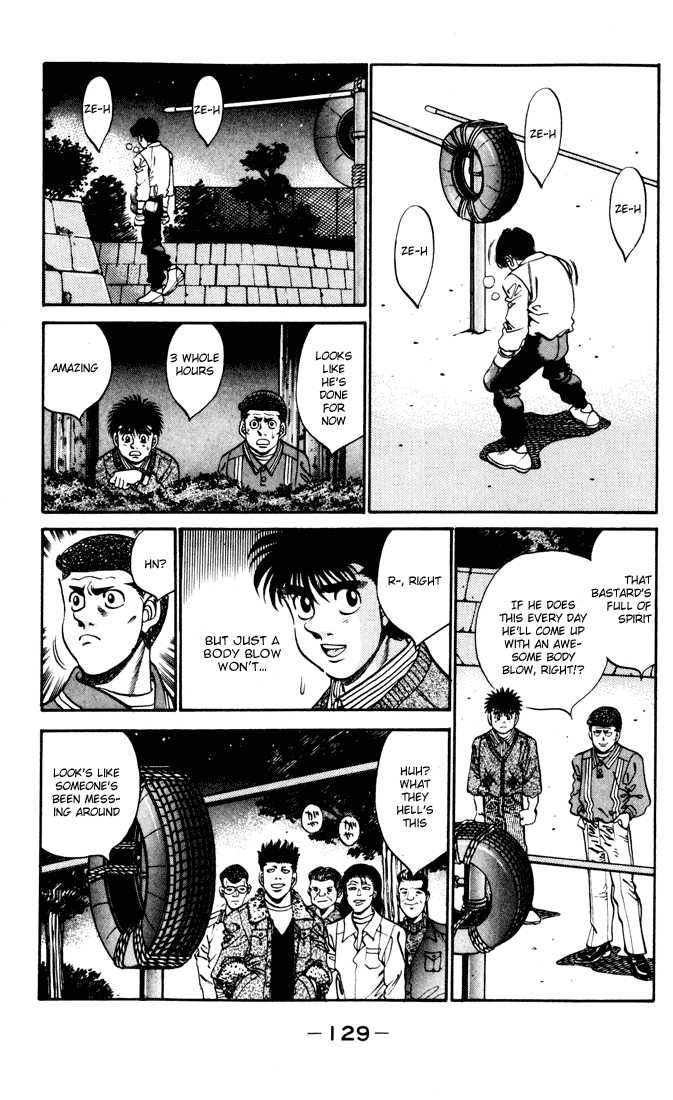 ZE-H
ZE-H
ZE-H
ZE-H
LOOKS
LIKE
HE'S
DONE
FOR
NOW
3 WHOLE
HOURS
AMAZING
THAT
BASTARD'S
FULL OF
SPIRIT
IF HE DOES
THIS EVERY DAY
HE'LL COME UP
WITH AN AWE-
SOME BODY
BLOW, RIGHT!?
R-, RIGHT
BUT JUST A
BODY BLOW
WON'T...
HN?
HUH?
WHAT
THEY
HELL'S
THIS
LOOK'S LIKE
SOMEONE'S
BEEN MESS-
ING AROUND
- 129 -